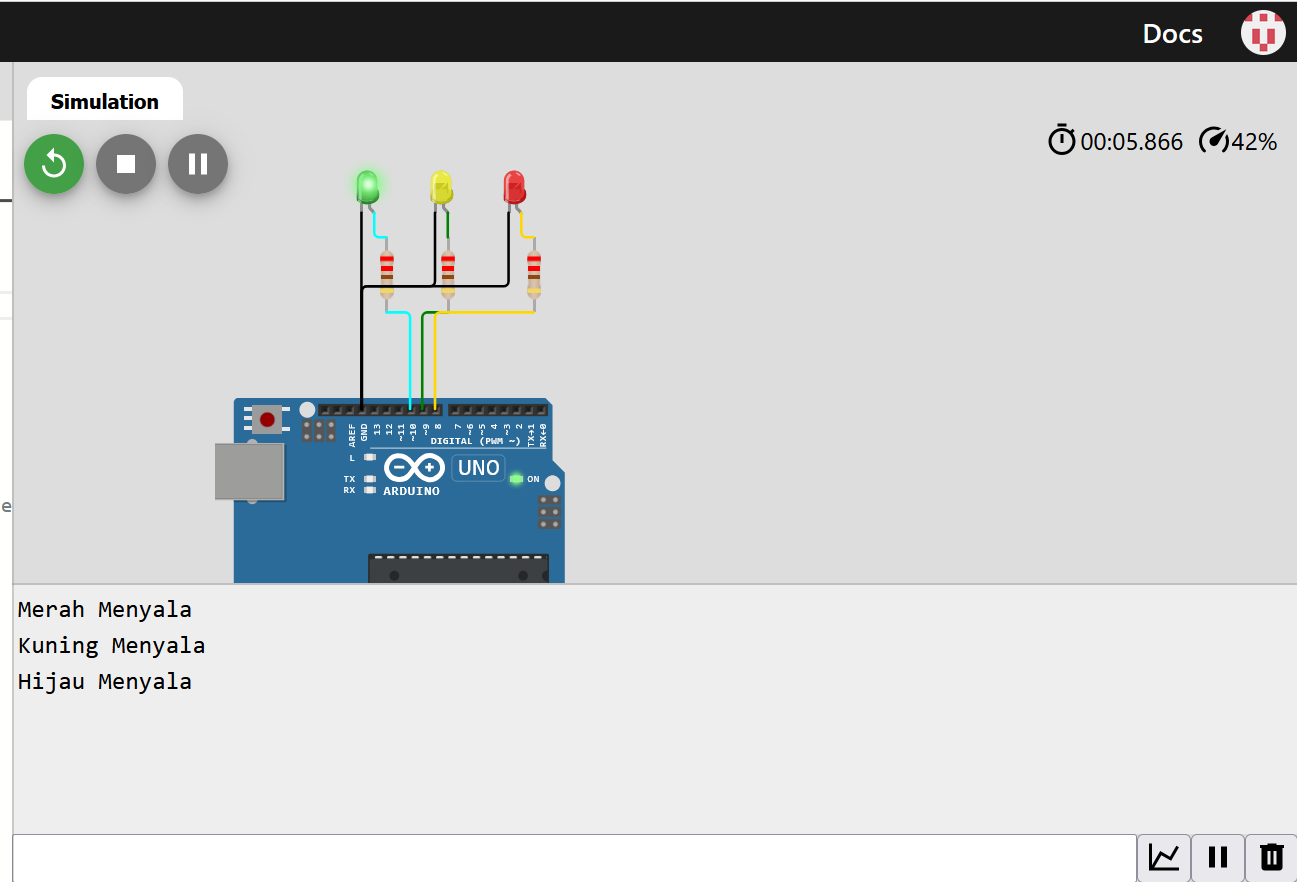 Docs
Simulation
00:05.866 42%
AREF
GND
13
12
~11
~10
~9
8
7
~6
~5
4
~3
2
TX→1
RX←0
DIGITAL (PWM ~)
L
TX
RX
UNO
ON
ARDUINO
e
Merah Menyala
Kuning Menyala
Hijau Menyala